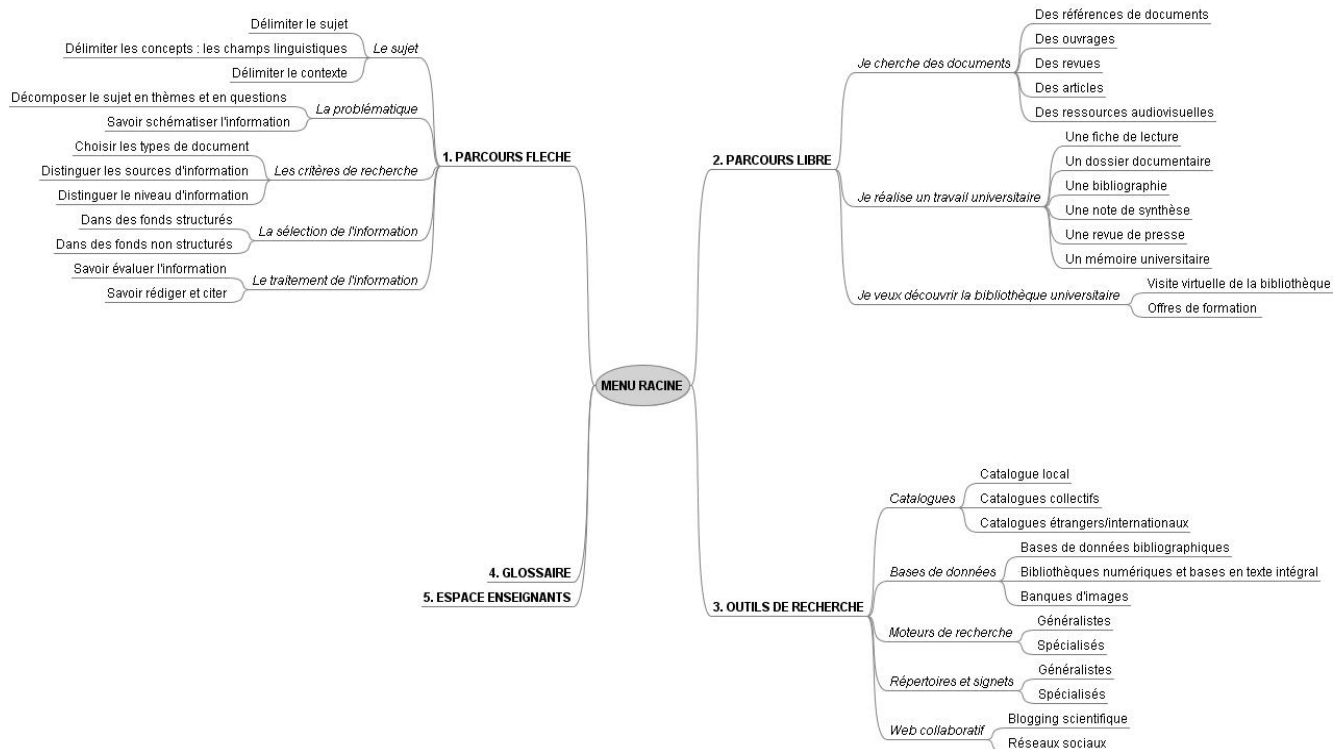 MENU RACINE
1. PARCOURS FLECHE
Le sujet
Délimiter le sujet
Délimiter les concepts : les champs linguistiques
Délimiter le contexte
La problématique
Décomposer le sujet en thèmes et en questions
Savoir schématiser l'information
Les critères de recherche
Choisir les types de document
Distinguer les sources d'information
Distinguer le niveau d'information
La sélection de l'information
Dans des fonds structurés
Dans des fonds non structurés
Le traitement de l'information
Savoir évaluer l'information
Savoir rédiger et citer
2. PARCOURS LIBRE
Je cherche des documents
Des références de documents
Des ouvrages
Des revues
Des articles
Des ressources audiovisuelles
Je réalise un travail universitaire
Une fiche de lecture
Un dossier documentaire
Une bibliographie
Une note de synthèse
Une revue de presse
Un mémoire universitaire
Je veux découvrir la bibliothèque universitaire
Visite virtuelle de la bibliothèque
Offres de formation
3. OUTILS DE RECHERCHE
Catalogues
Catalogue local
Catalogues collectifs
Catalogues étrangers/internationaux
Bases de données
Bases de données bibliographiques
Bibliothèques numériques et bases en texte intégral
Banques d'images
Moteurs de recherche
Généralistes
Spécialisés
Répertoires et signets
Généralistes
Spécialisés
Web collaboratif
Blogging scientifique
Réseaux sociaux
4. GLOSSAIRE
5. ESPACE ENSEIGNANTS